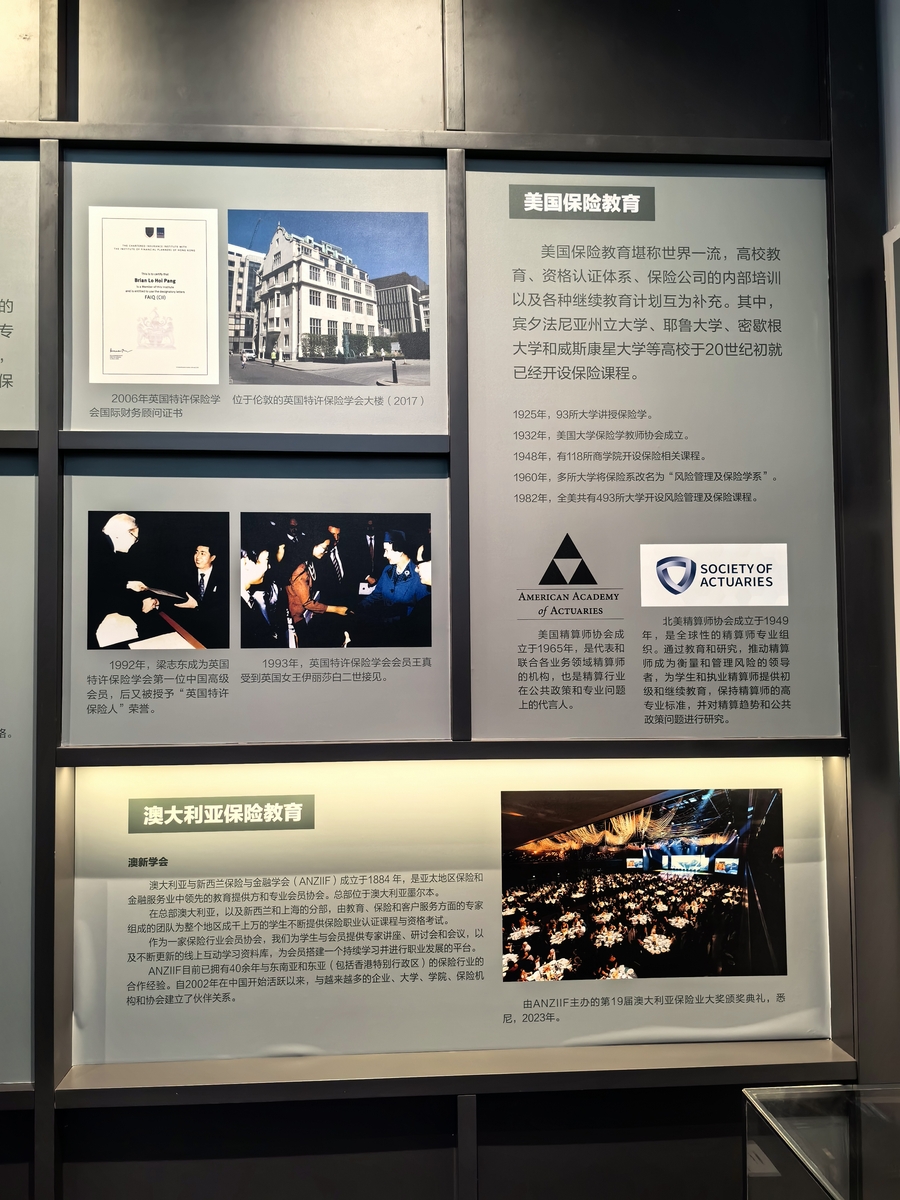 的
专
，
保
格。
THE CHARTERED INSURANCE INSTITUTE WITH
THE INSTITUTE OF FINANCIAL PLANNERS OF HONG KONG
This is to certify that
Brian Lo Hoi Pang
is a Member of this Institute
and is entitled to use the designatory letters
FAIQ (CII)
2006年英国特许保险学
会国际财务顾问证书
位于伦敦的英国特许保险学会大楼（2017）
1992年，梁志东成为英国
特许保险学会第一位中国高级
会员，后又被授予“英国特许
保险人”荣誉。
1993年，英国特许保险学会会员王真
受到英国女王伊丽莎白二世接见。
美国保险教育
美国保险教育堪称世界一流，高校教
育、资格认证体系、保险公司的内部培训
以及各种继续教育计划互为补充。其中，
宾夕法尼亚州立大学、耶鲁大学、密歇根
大学和威斯康星大学等高校于20世纪初就
已经开设保险课程。
1925年，93所大学讲授保险学。
1932年，美国大学保险学教师协会成立。
1948年，有118所商学院开设保险相关课程。
1960年，多所大学将保险系改名为“风险管理及保险学系”。
1982年，全美共有493所大学开设风险管理及保险课程。
AMERICAN ACADEMY
of ACTUARIES
美国精算师协会成
立于1965年，是代表和
联合各业务领域精算师
的机构，也是精算行业
在公共政策和专业问题
上的代言人。
SOCIETY OF
ACTUARIES
北美精算师协会成立于1949
年，是全球性的精算师专业组
织。通过教育和研究，推动精算
师成为衡量和管理风险的领导
者，为学生和执业精算师提供初
级和继续教育，保持精算师的高
专业标准，并对精算趋势和公共
政策问题进行研究。
澳大利亚保险教育
澳新学会
澳大利亚与新西兰保险与金融学会（ANZIIF）成立于1884 年，是亚太地区保险和
金融服务业中领先的教育提供方和专业会员协会。总部位于澳大利亚墨尔本。
在总部澳大利亚，以及新西兰和上海的分部，由教育、保险和客户服务方面的专家
组成的团队为整个地区成千上万的学生不断提供保险职业认证课程与资格考试。
作为一家保险行业会员协会，我们为学生与会员提供专家讲座、研讨会和会议，以
及不断更新的线上互动学习资料库，为会员搭建一个持续学习并进行职业发展的平台。
ANZIIF目前已拥有40余年与东南亚和东亚（包括香港特别行政区）的保险行业的
合作经验。自2002年在中国开始活跃以来，与越来越多的企业、大学、学院、保险机
构和协会建立了伙伴关系。
由ANZIIF主办的第19届澳大利亚保险业大奖颁奖典礼，悉
尼，2023年。